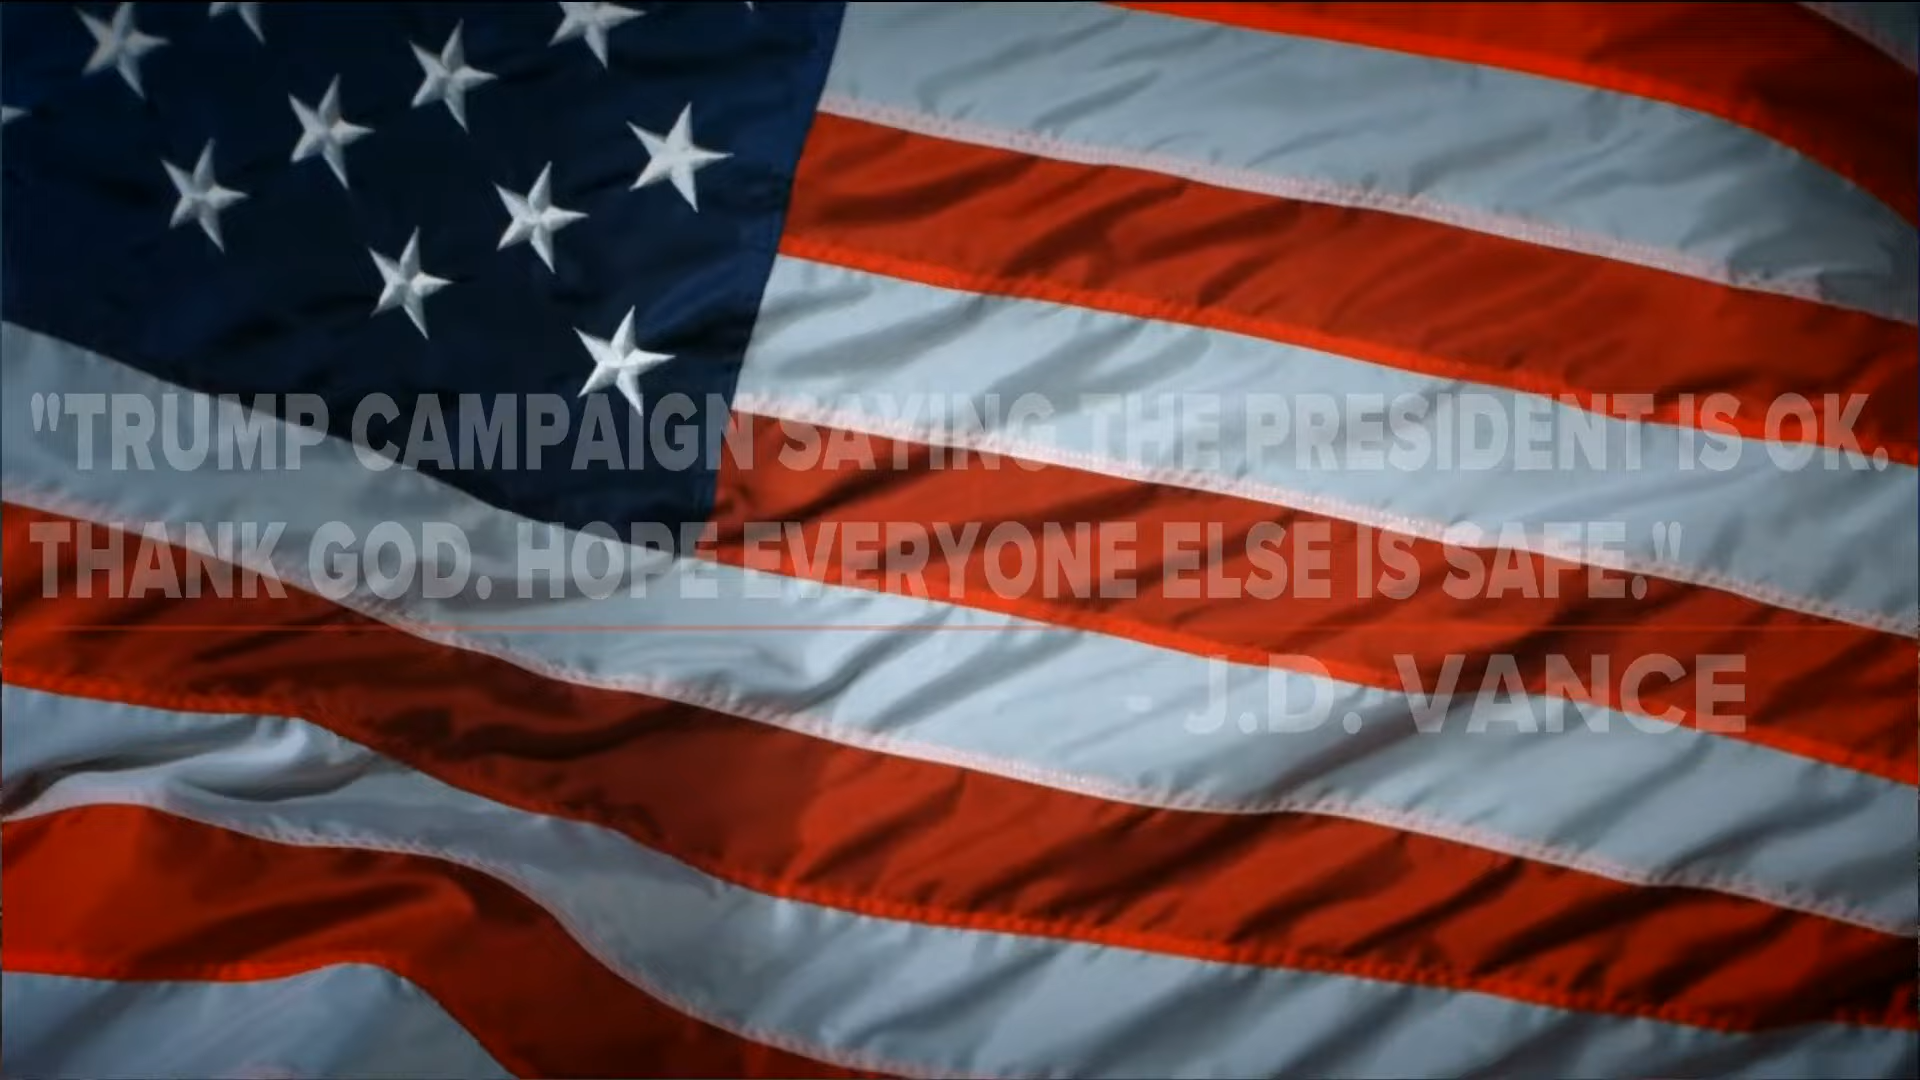 "TRUMP CAMPAIGN SAYING THE PRESIDENT IS OK.
THANK GOD. HOPE EVERYONE ELSE IS SAFE."
- J.D. VANCE